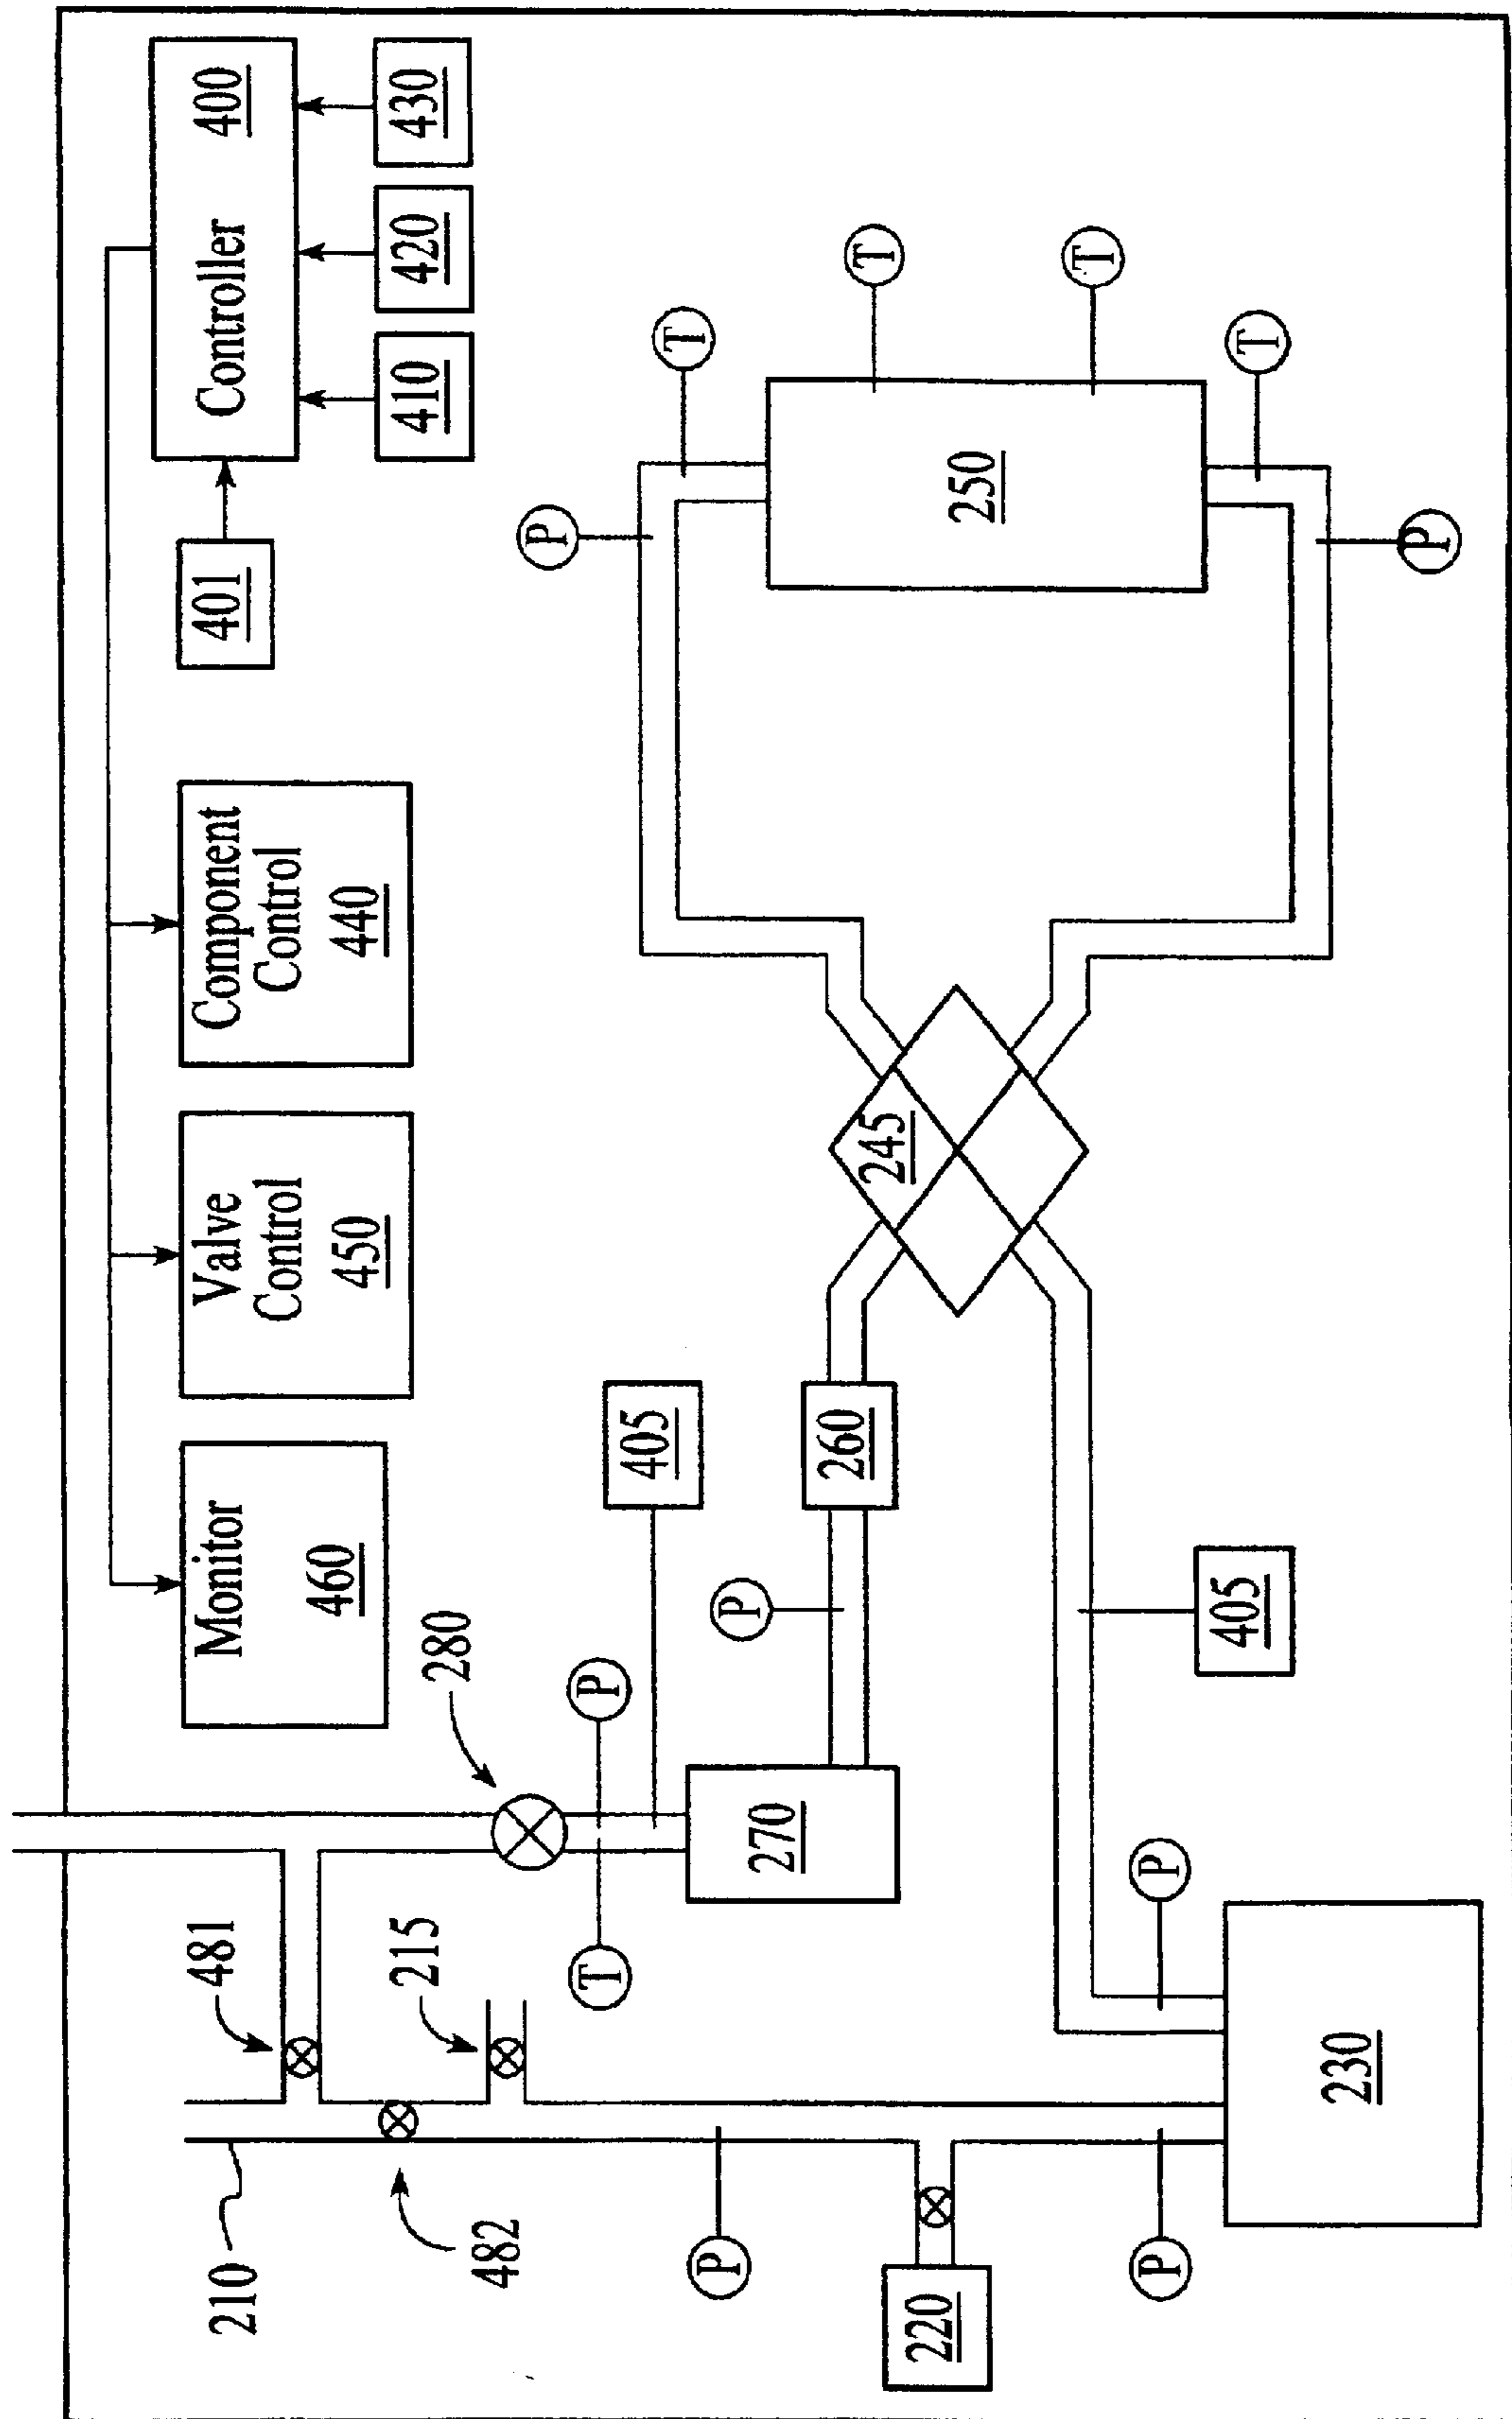 210
481
Monitor
460
Valve
Control
450
Component
Control
440
401
Controller 400
482
215
280
410
420
430
T
P
405
P
T
P
P
270
260
245
T
220
250
T
P
P
405
T
230
P